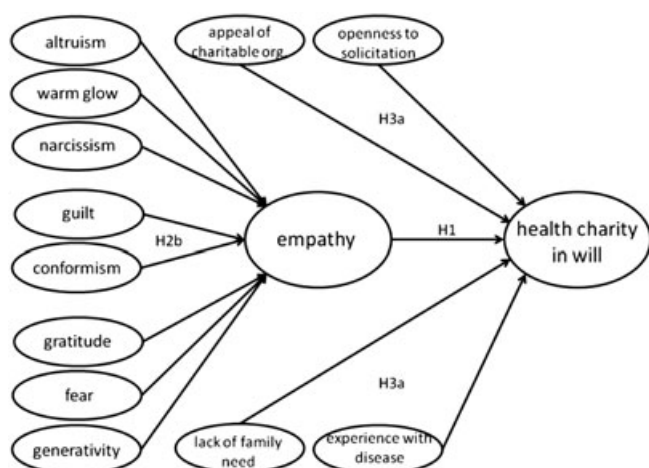 altruism
warm glow
narcissism
guilt
conformism
gratitude
fear
generativity
H2b
empathy
appeal of
charitable org.
openness to
solicitation
H3a
H1
health charity
in will
H3a
lack of family
need
experience with
disease